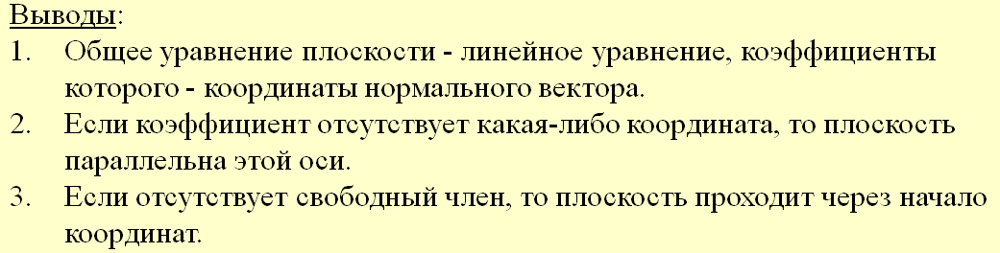 Выводы:
1. Общее уравнение плоскости - линейное уравнение, коэффициенты
которого - координаты нормального вектора.
2. Если коэффициент отсутствует какая-либо координата, то плоскость
параллельна этой оси.
3. Если отсутствует свободный член, то плоскость проходит через начало
координат.